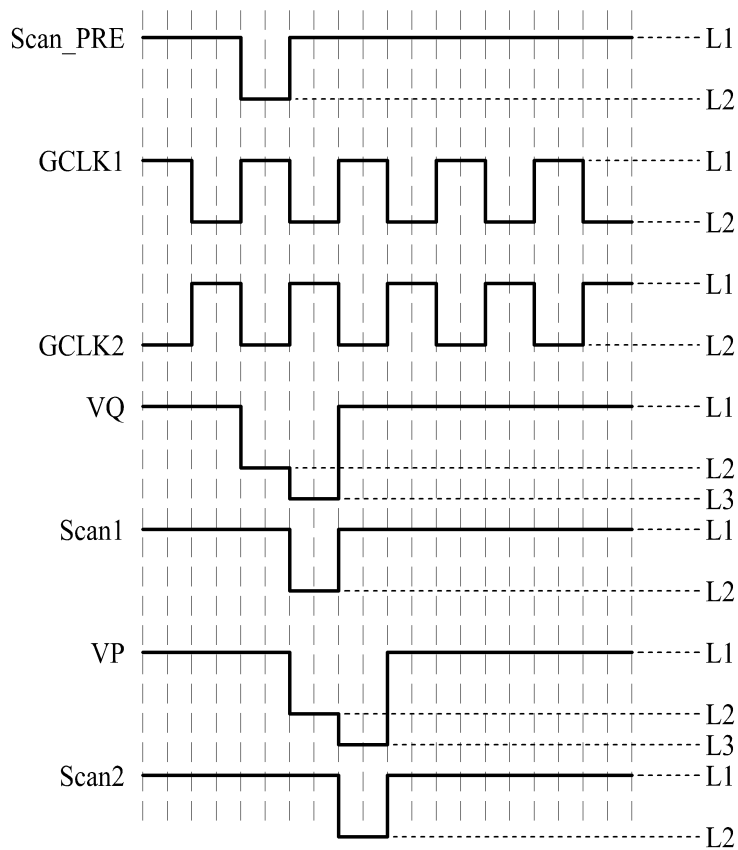 Scan_PRE L1
L2
GCLK1 L1
L2
L1
GCLK2 L2
VQ L1
L2
L3
Scan1 L1
L2
VP L1
L2
L3
Scan2 L1
L2